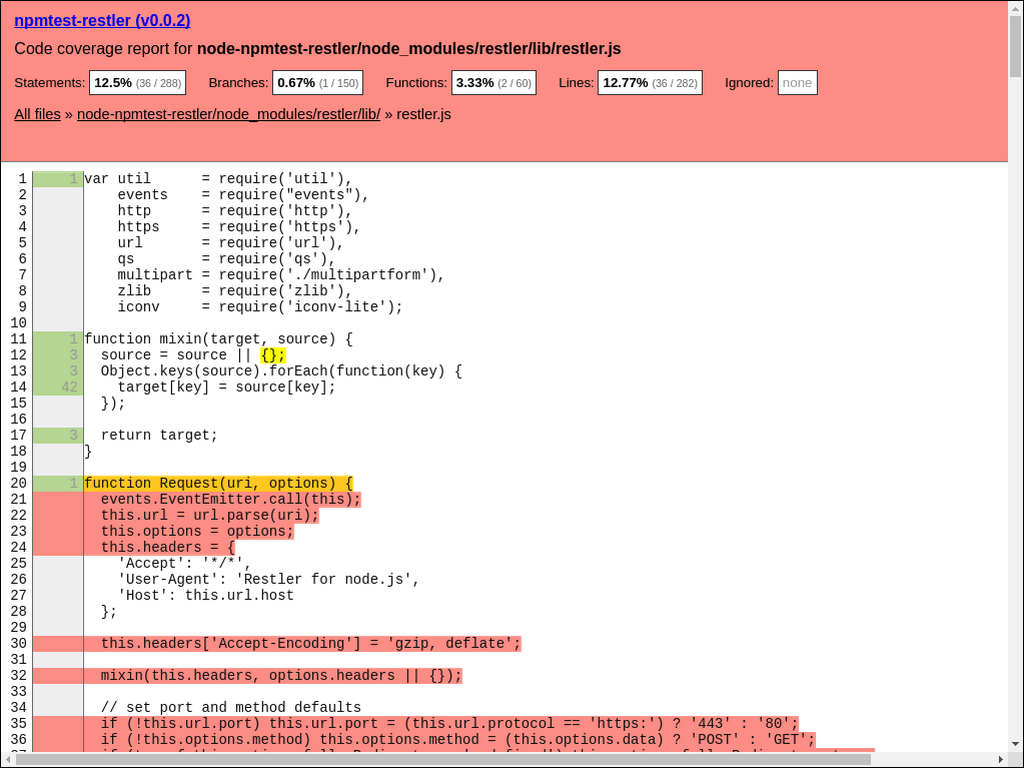 npmtest-restler (v0.0.2)
Code coverage report for node-npmtest-restler/node_modules/restler/lib/restler.js
Statements: 12.5% (36 / 288) Branches: 0.67% (1 / 150) Functions: 3.33% (2 / 60) Lines: 12.77% (36 / 282) Ignored: none
All files » node-npmtest-restler/node_modules/restler/lib/ » restler.js
1 1 var util      = require('util'),
2     events    = require("events"),
3     http      = require('http'),
4     https     = require('https'),
5     url       = require('url'),
6     qs        = require('qs'),
7     multipart = require('./multipartform'),
8     zlib      = require('zlib'),
9     iconv     = require('iconv-lite');
10
11 1 function mixin(target, source) {
12 3   source = source || {};
13 3   Object.keys(source).forEach(function(key) {
14 42     target[key] = source[key];
15   });
16
17 3   return target;
18 }
19
20 1 function Request(uri, options) {
21   events.EventEmitter.call(this);
22   this.url = url.parse(uri);
23   this.options = options;
24   this.headers = {
25     'Accept': '*/*',
26     'User-Agent': 'Restler for node.js',
27     'Host': this.url.host
28   };
29
30   this.headers['Accept-Encoding'] = 'gzip, deflate';
31
32   mixin(this.headers, options.headers || {});
33
34   // set port and method defaults
35   if (!this.url.port) this.url.port = (this.url.protocol == 'https:') ? '443' : '80';
36   if (!this.options.method) this.options.method = (this.options.data) ? 'POST' : 'GET';